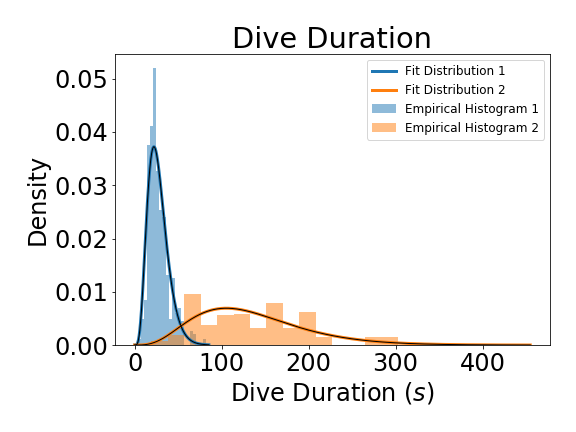 Dive Duration
Fit Distribution 1
Fit Distribution 2
Empirical Histogram 1
Empirical Histogram 2
Density
0.05
0.04
0.03
0.02
0.01
0.00
0 100 200 300 400
Dive Duration (s)